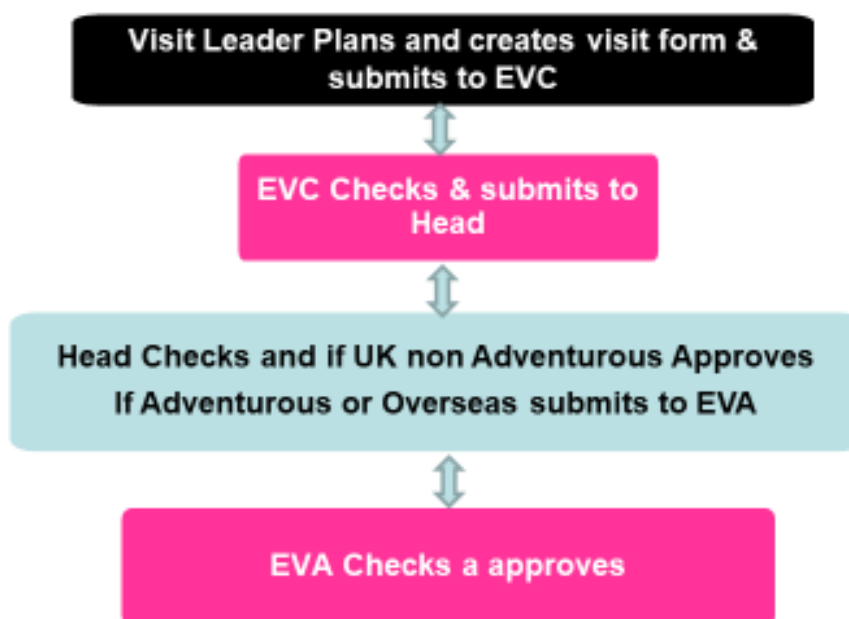 Visit Leader Plans and creates visit form &
submits to EVC
EVC Checks & submits to
Head
Head Checks and if UK non Adventurous Approves
If Adventurous or Overseas submits to EVA
EVA Checks a approves